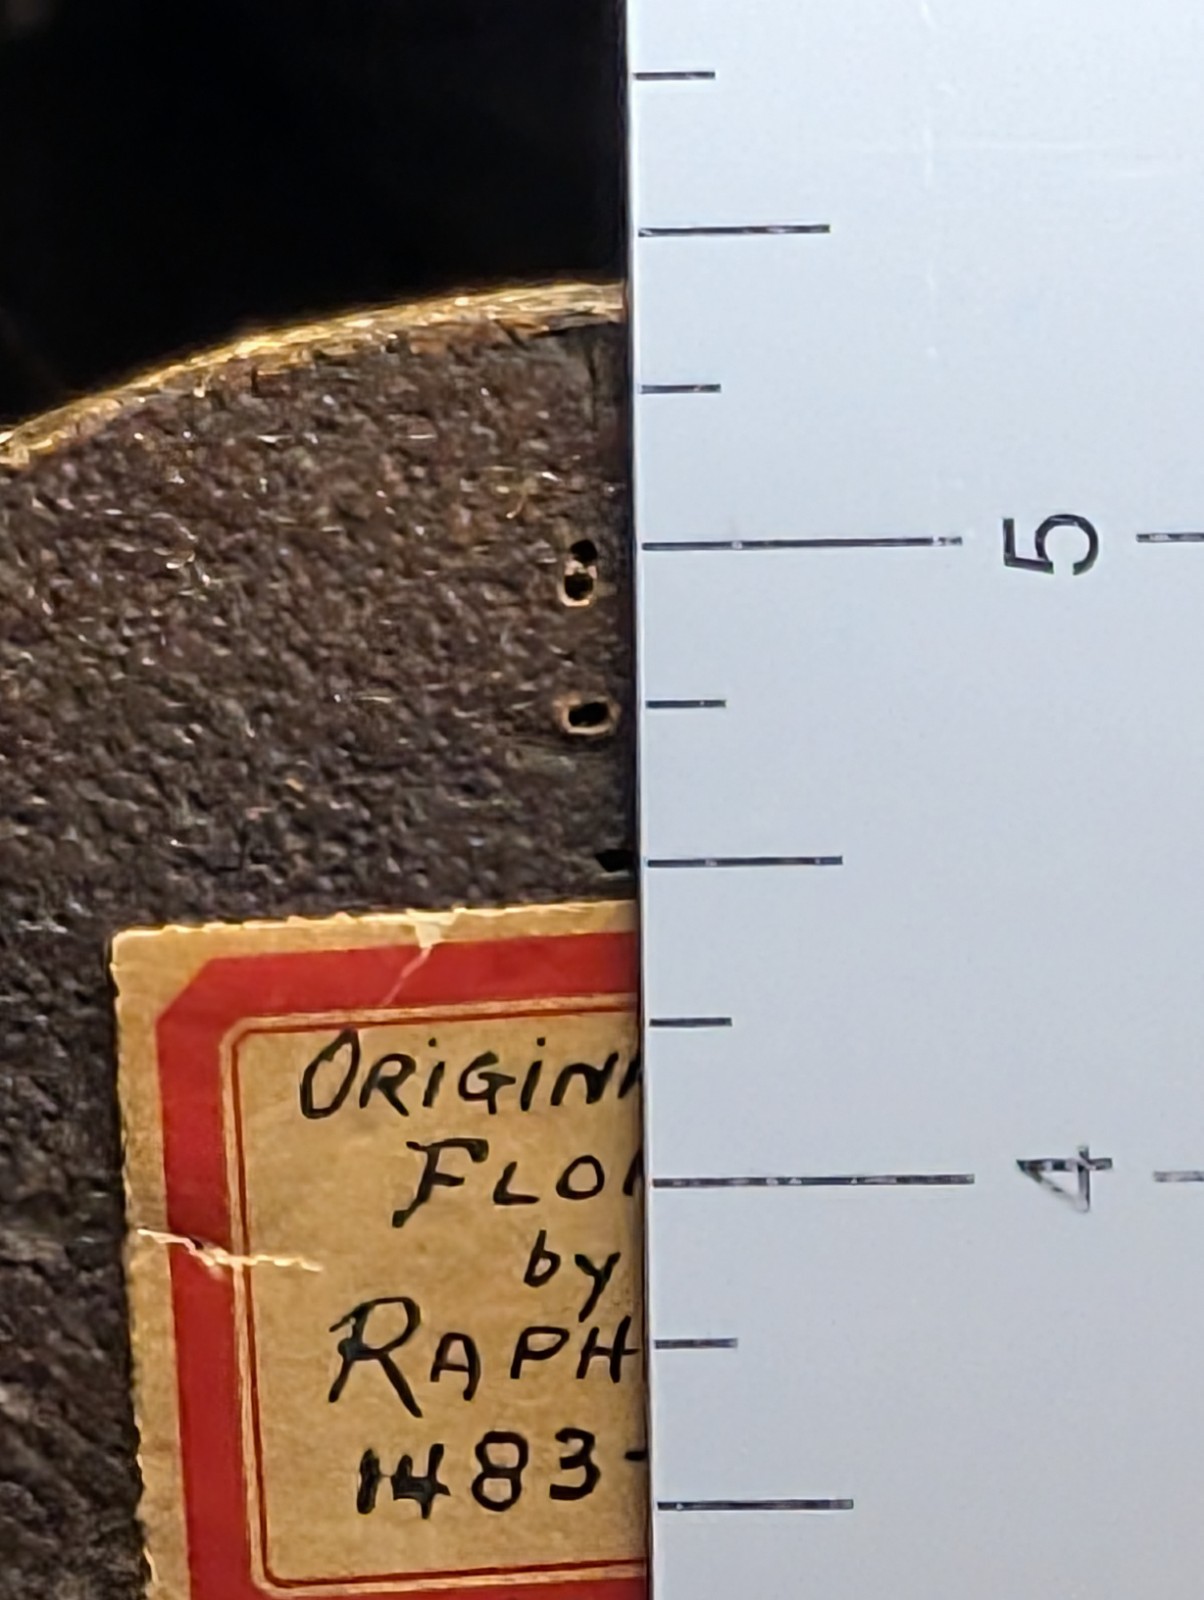 5
4
ORIGIN
FLO
by
RAPH
1483-